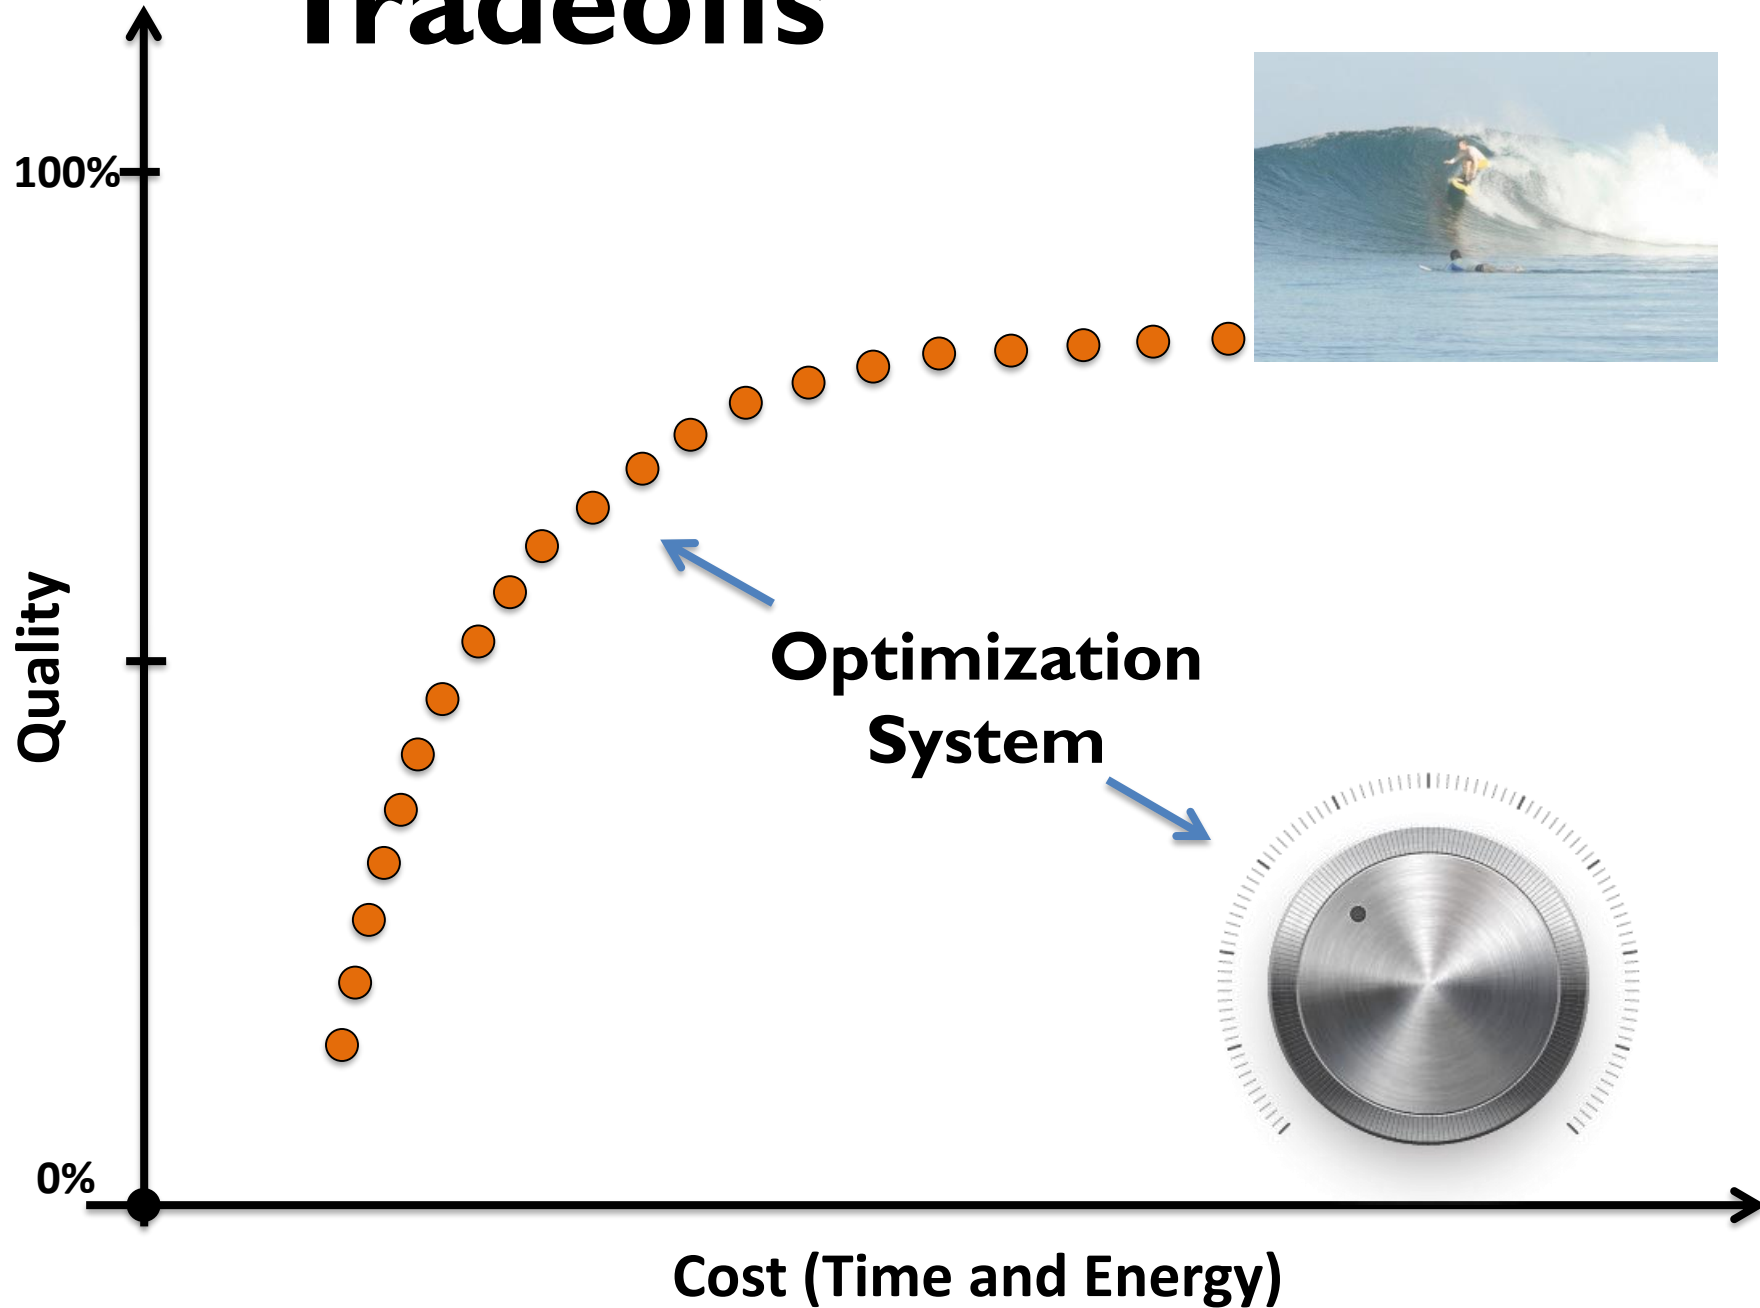 Tradeoffs
100%
Quality
Optimization
System
0%
Cost (Time and Energy)